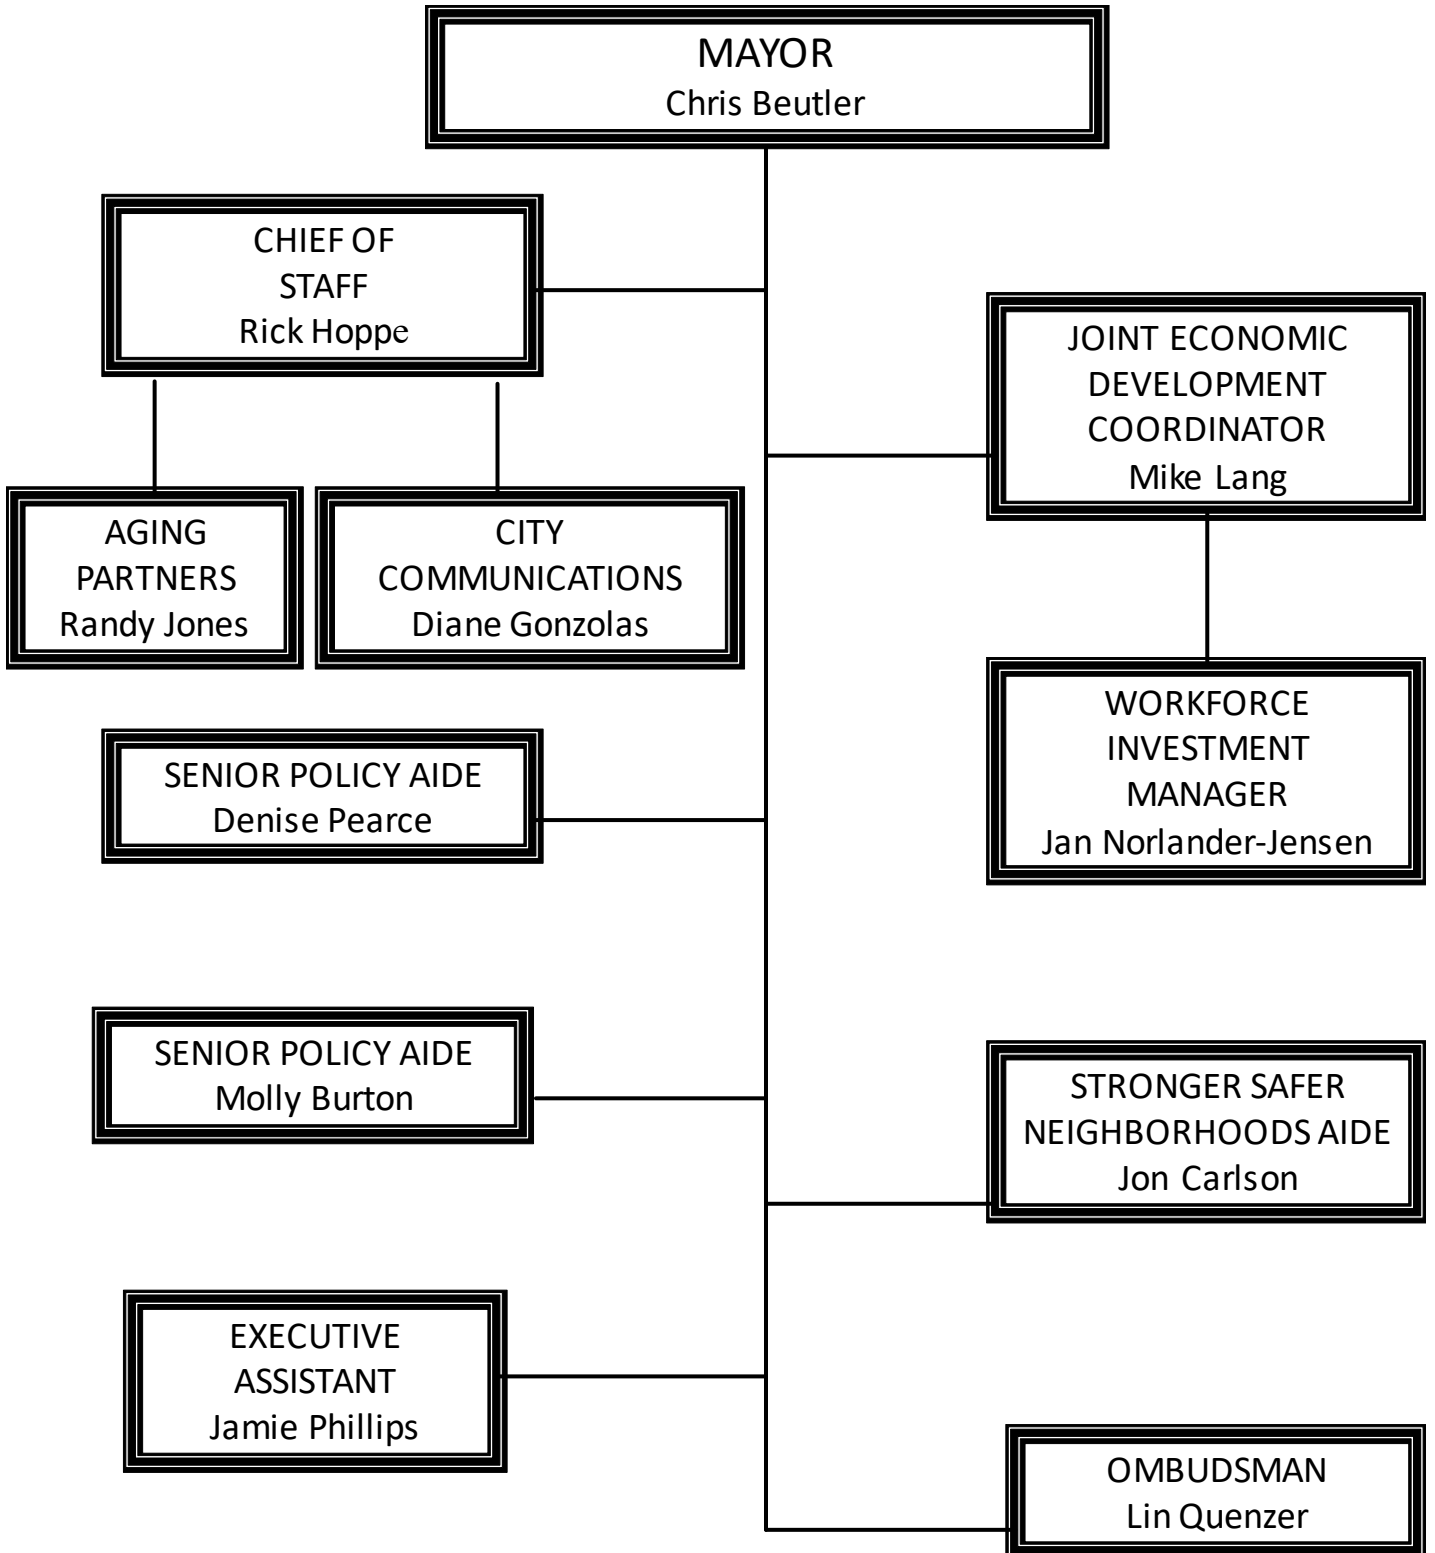 MAYOR
Chris Beutler
CHIEF OF
STAFF
Rick Hoppe
JOINT ECONOMIC
DEVELOPMENT
COORDINATOR
Mike Lang
AGING
PARTNERS
Randy Jones
CITY
COMMUNICATIONS
Diane Gonzolas
WORKFORCE
INVESTMENT
MANAGER
Jan Norlander-Jensen
SENIOR POLICY AIDE
Denise Pearce
SENIOR POLICY AIDE
Molly Burton
STRONGER SAFER
NEIGHBORHOODS AIDE
Jon Carlson
EXECUTIVE
ASSISTANT
Jamie Phillips
OMBUDSMAN
Lin Quenzer